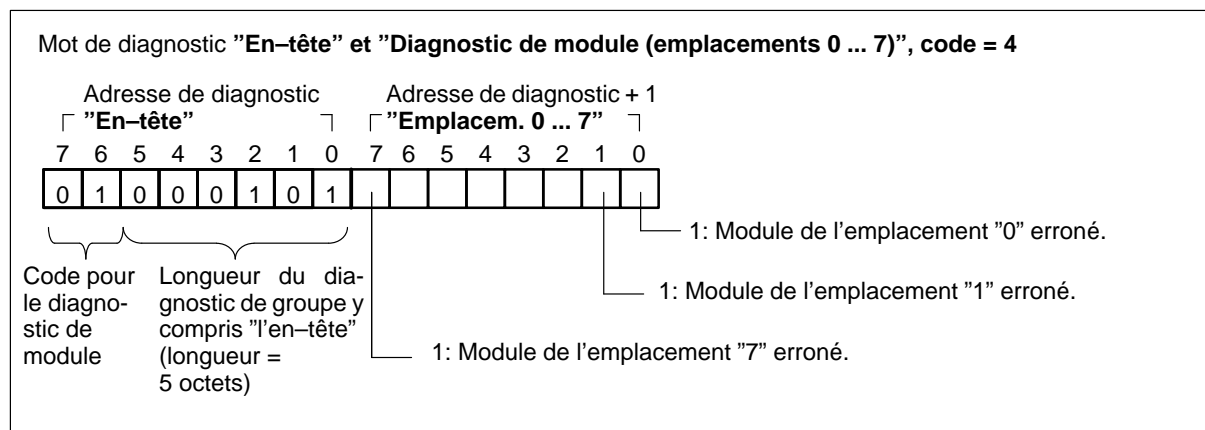 Mot de diagnostic ”En–tête” et ”Diagnostic de module (emplacements 0 ... 7)”, code = 4
Adresse de diagnostic
”En–tête”
Adresse de diagnostic + 1
”Emplacem. 0 ... 7”
7 6 5 4 3 2 1 0 7 6 5 4 3 2 1 0
0 1 0 0 0 1 0 1
1: Module de l’emplacement ”0” erroné.
1: Module de l’emplacement ”1” erroné.
1: Module de l’emplacement ”7” erroné.
Code pour
le diagno-
stic de
module
Longueur du dia-
gnostic de groupe y
compris ”l’en–tête”
(longueur =
5 octets)